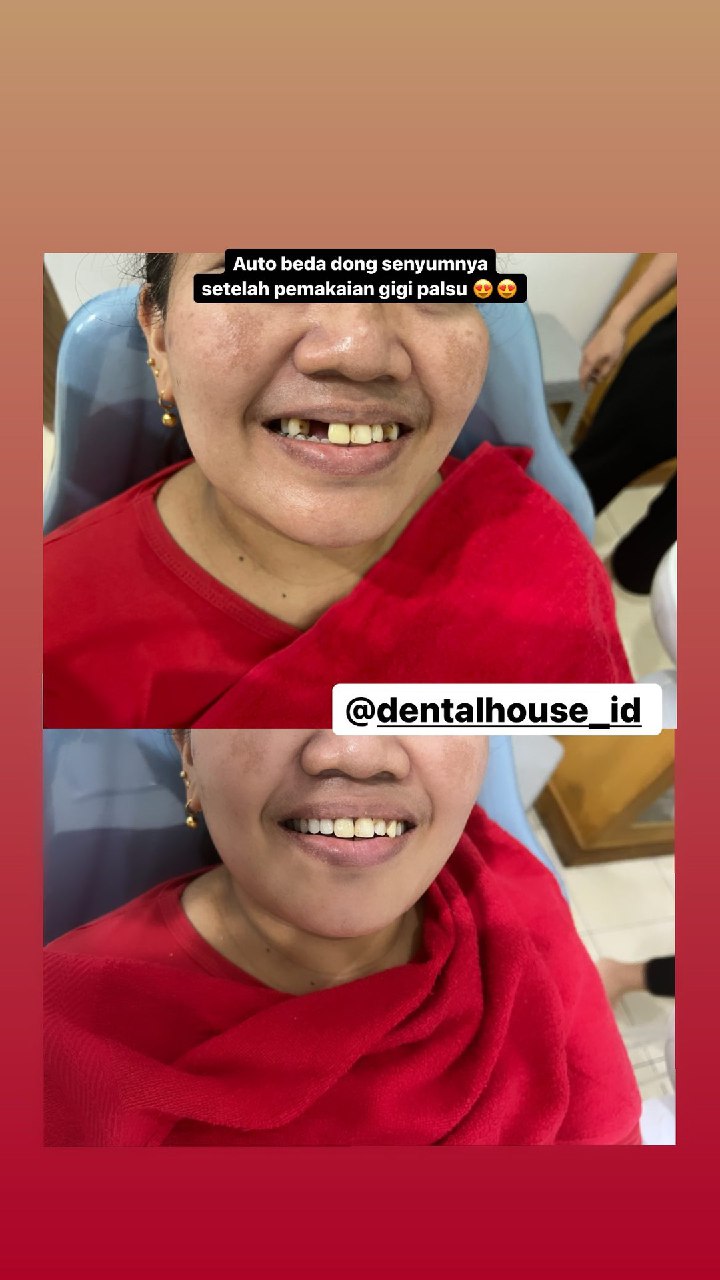 Auto beda dong senyumnya
setelah pemakaian gigi palsu 😍😍
@dentalhouse_id